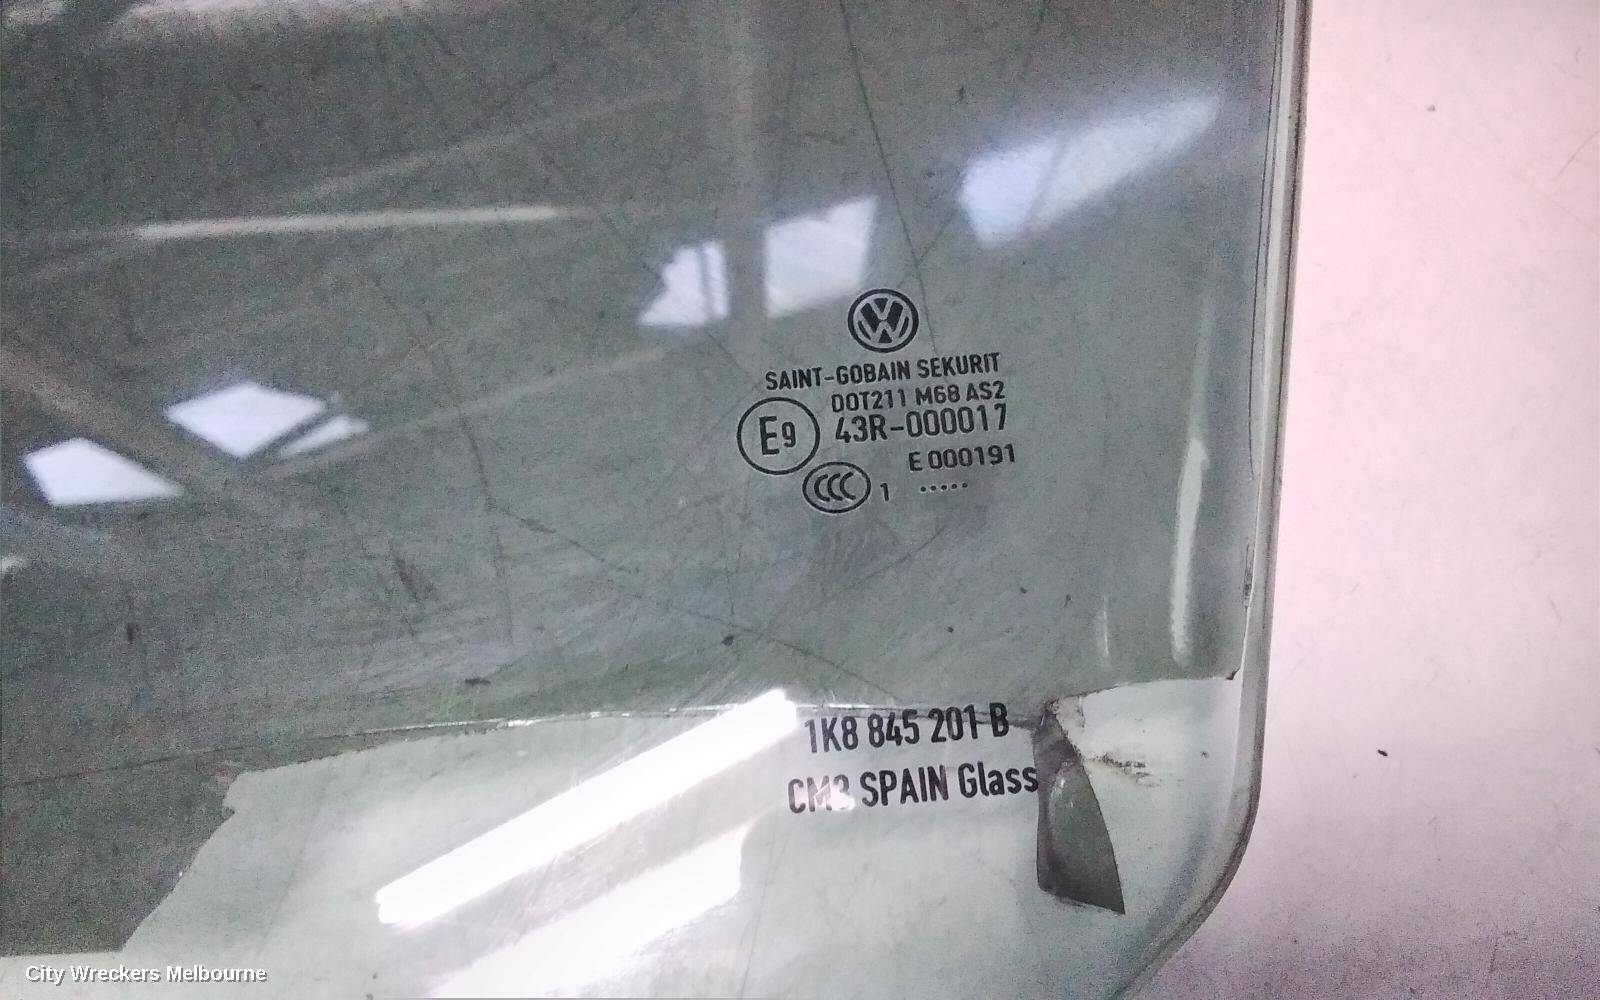 VW
SAINT-GOBAIN SEKURIT
DOT211 M68 AS2
E9 43R-000017
E 000191
CCC 1 .....
1K8 845 201 B
CM3 SPAIN Glass
City Wreckers Melbourne